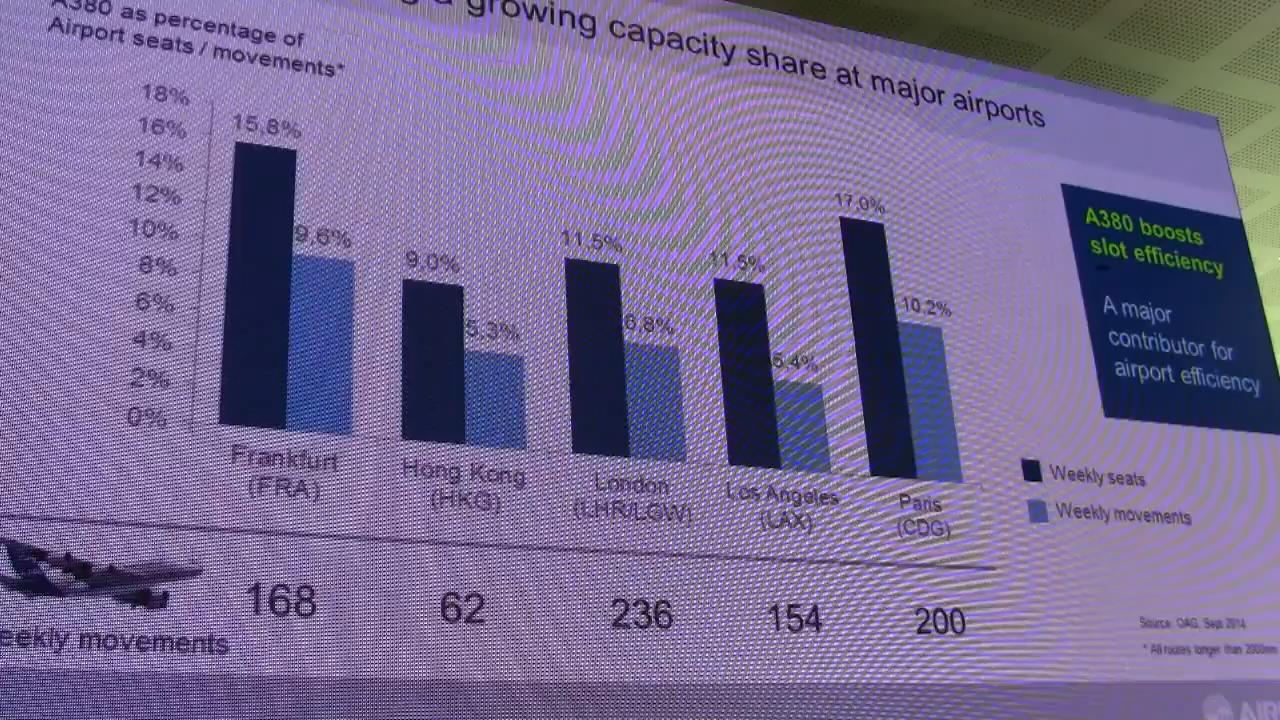 growing capacity share at major airports
A380 as percentage of
Airport seats / movements*
18%
16%
14%
12%
10%
8%
6%
4%
2%
0%
15,8%
9,6%
9,0%
5,3%
11,5%
6,8%
11,5%
5,4%
17,0%
10,2%
Frankfurt
(FRA)
Hong Kong
(HKG)
London
(LHR/LGW)
Los Angeles
(LAX)
Paris
(CDG)
A380 boosts
slot efficiency
A major
contributor for
airport efficiency
Weekly seats
Weekly movements
168 62 236 154 200
eekly movements
Source: OAG, Sept 2014
* All routes longer than 2000nm
AIR